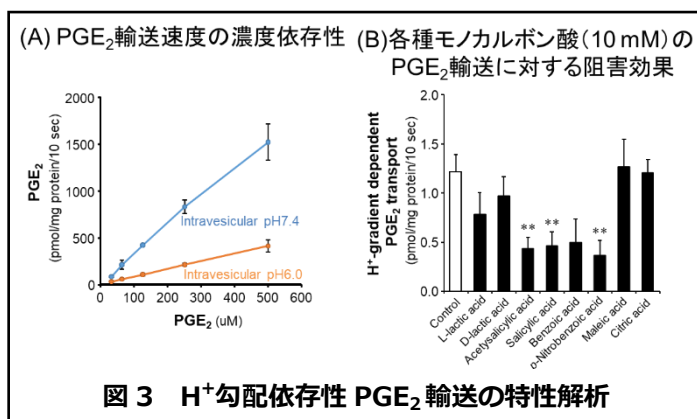 (A) PGE₂輸送速度の濃度依存性
(B)各種モノカルボン酸(10 mM)の
PGE₂輸送に対する阻害効果
PGE₂
(pmol/mg protein/10 sec)
2000
1500
1000
500
0
Intravesicular pH7.4
Intravesicular pH6.0
0 100 200 300 400 500 600
PGE₂ (uM)
H⁺-gradient dependent
PGE₂ transport
(pmol/mg protein/10 sec)
2.0
1.5
1.0
0.5
0.0
** ** **
Control
L-lactic acid
D-lactic acid
Acetysalicylic acid
Salicylic acid
Benzoic acid
p-Nitrobenzoic acid
Maleic acid
Citric acid
図 3 H⁺勾配依存性 PGE₂ 輸送の特性解析